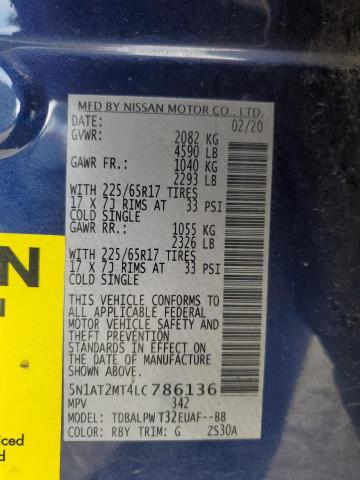 MFD BY NISSAN MOTOR CO., LTD.
DATE: 02/20
GVWR: 2082 KG
4590 LB
GAWR FR: 1040 KG
2293 LB
WITH 225/65R17 TIRES
17 X 7J RIMS AT 33 PSI
COLD SINGLE
GAWR RR: 1055 KG
2326 LB
WITH 225/65R17 TIRES
17 X 7J RIMS AT 33 PSI
COLD SINGLE
THIS VEHICLE CONFORMS TO
ALL APPLICABLE FEDERAL
MOTOR VEHICLE SAFETY AND
THEFT PREVENTION
STANDARDS IN EFFECT ON
THE DATE OF MANUFACTURE
SHOWN ABOVE.
5N1AT2MT4LC786136
MPV 342
MODEL: TDBALPW T32EUAF--BB
COLOR: RBY TRIM: G ZS30A
N